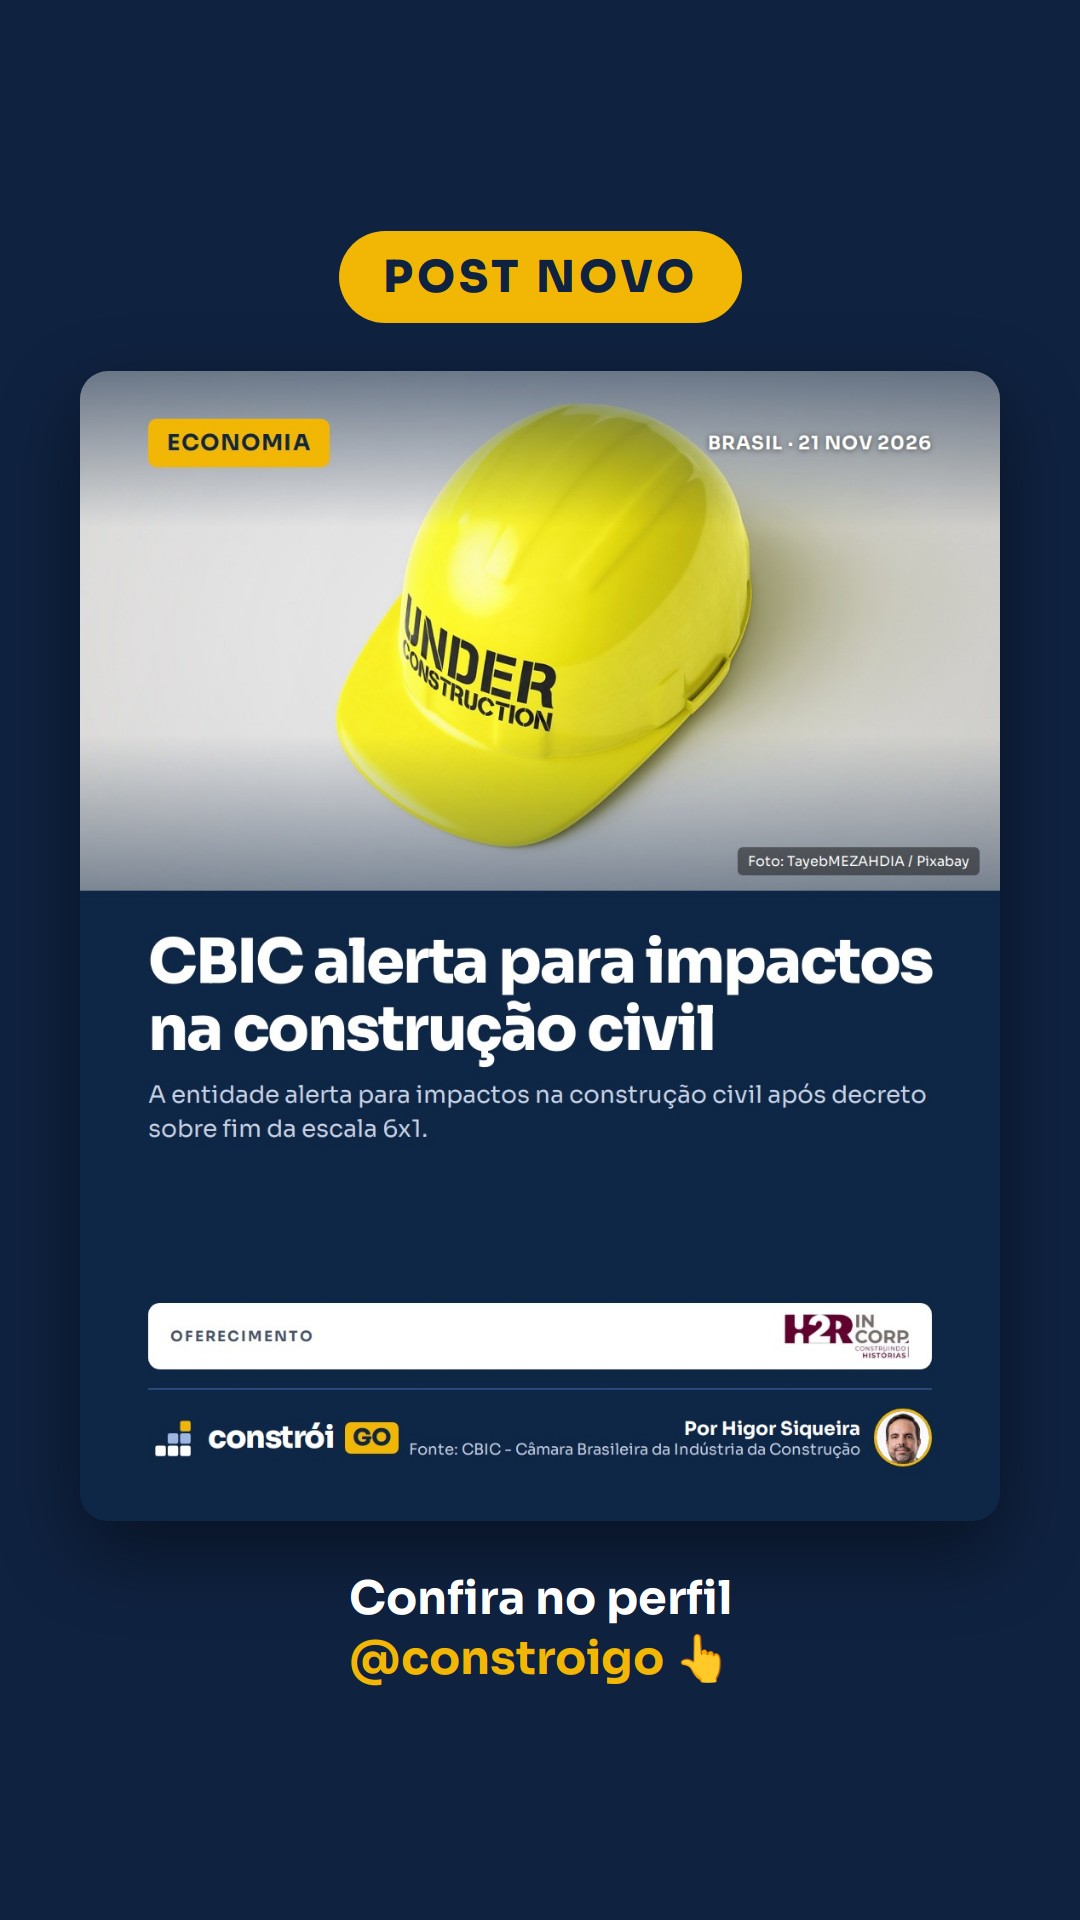 POST NOVO
ECONOMIA
BRASIL · 21 NOV 2026
UNDER
CONSTRUCTION
Foto: TayebMEZAHDIA / Pixabay
CBIC alerta para impactos
na construção civil
A entidade alerta para impactos na construção civil após decreto
sobre fim da escala 6x1.
OFERECIMENTO
H2R IN
CORP.
CONSTRUINDO
HISTÓRIAS
constrói GO
Por Higor Siqueira
Fonte: CBIC - Câmara Brasileira da Indústria da Construção
Confira no perfil
@constroigo 👆